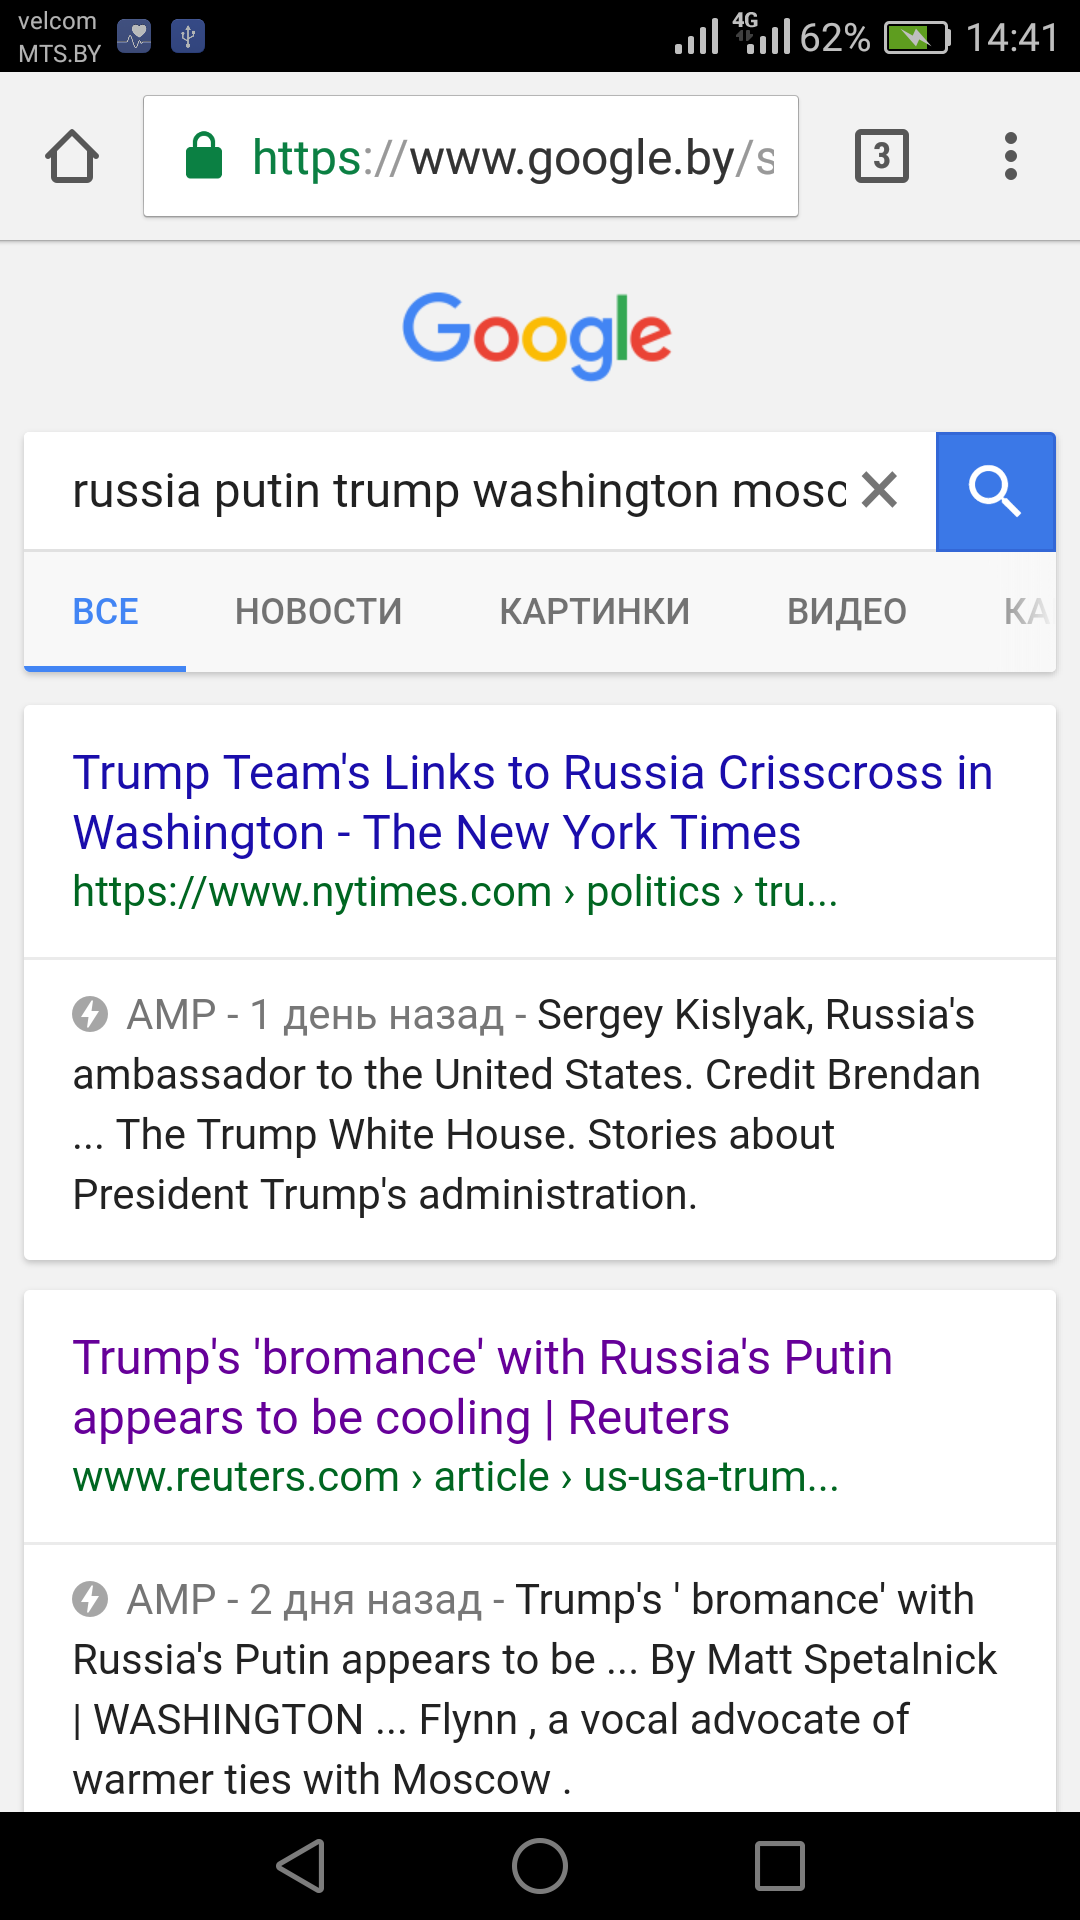 velcom
MTS.BY
4G 62% 14:41
https://www.google.by/s
3
Google
russia putin trump washington mosc
ВСЕ НОВОСТИ КАРТИНКИ ВИДЕО КА
Trump Team's Links to Russia Crisscross in
Washington - The New York Times
https://www.nytimes.com › politics › tru...
AMP - 1 день назад - Sergey Kislyak, Russia's
ambassador to the United States. Credit Brendan
... The Trump White House. Stories about
President Trump's administration.
Trump's 'bromance' with Russia's Putin
appears to be cooling | Reuters
www.reuters.com › article › us-usa-trum...
AMP - 2 дня назад - Trump's ' bromance' with
Russia's Putin appears to be ... By Matt Spetalnick
| WASHINGTON ... Flynn , a vocal advocate of
warmer ties with Moscow .